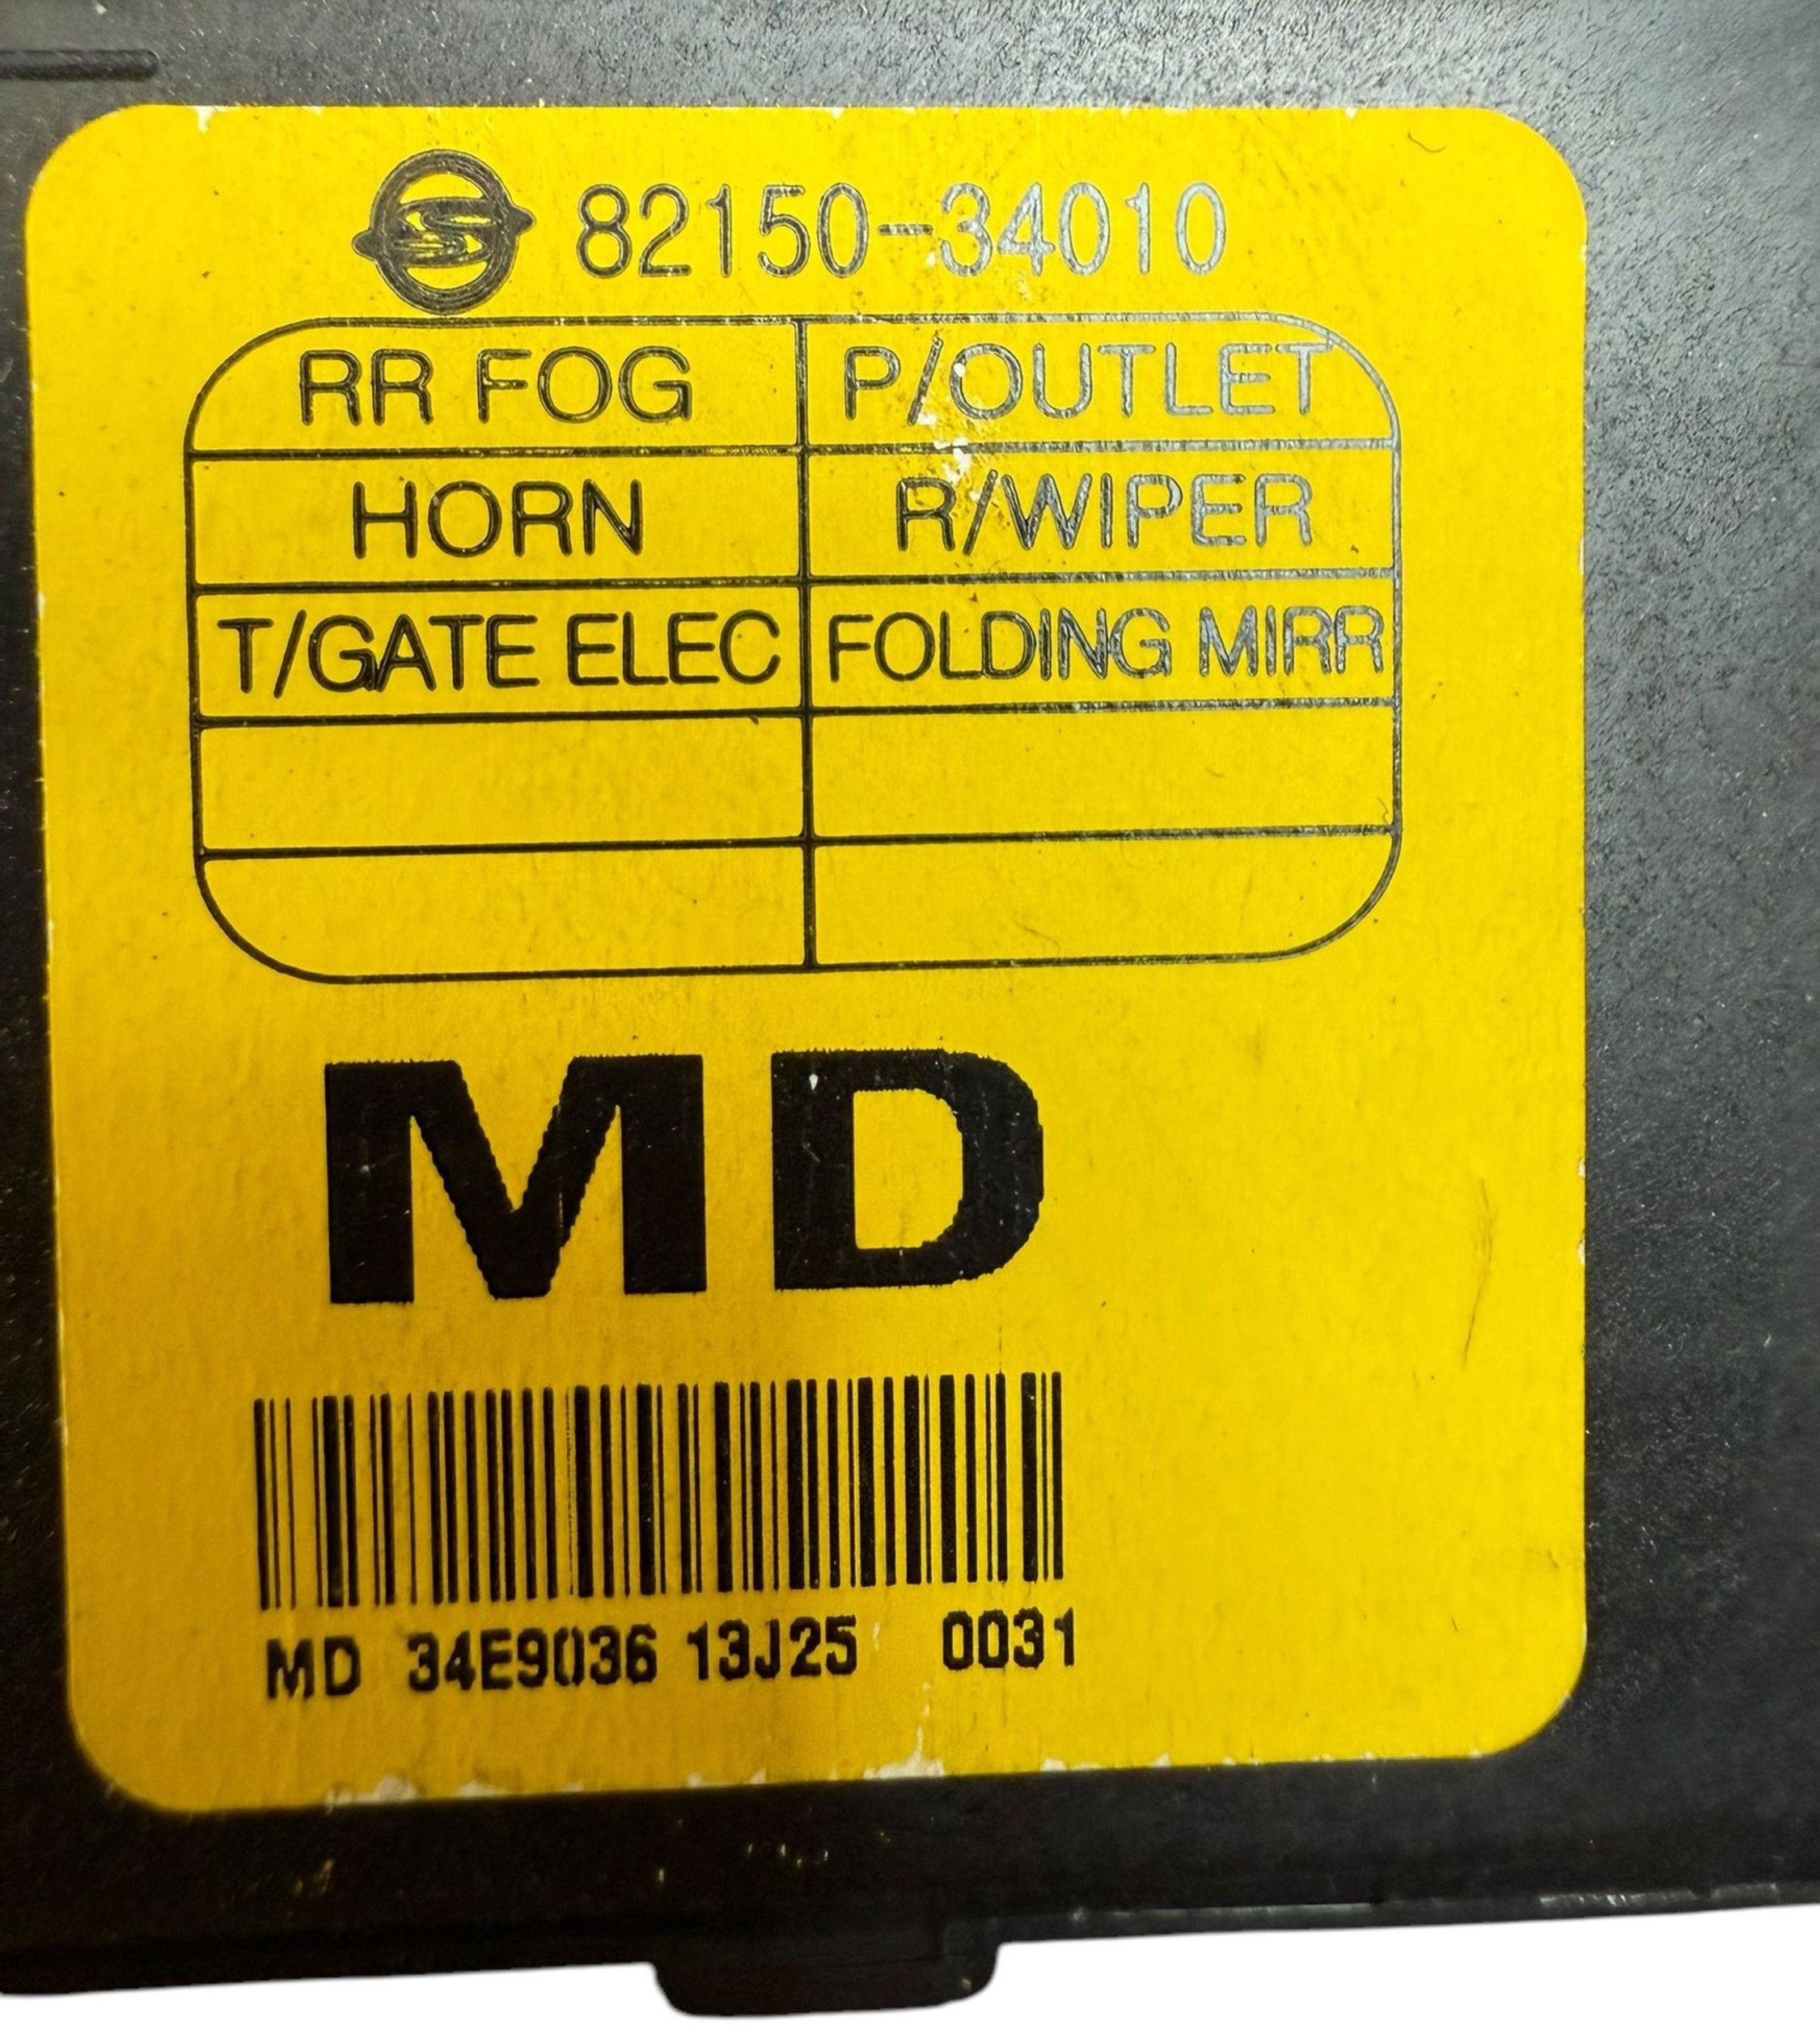 82150-34010
RR FOG P/OUTLET
HORN R/WIPER
T/GATE ELEC FOLDING MIRR
MD
MD 34E9036 13J25 0031